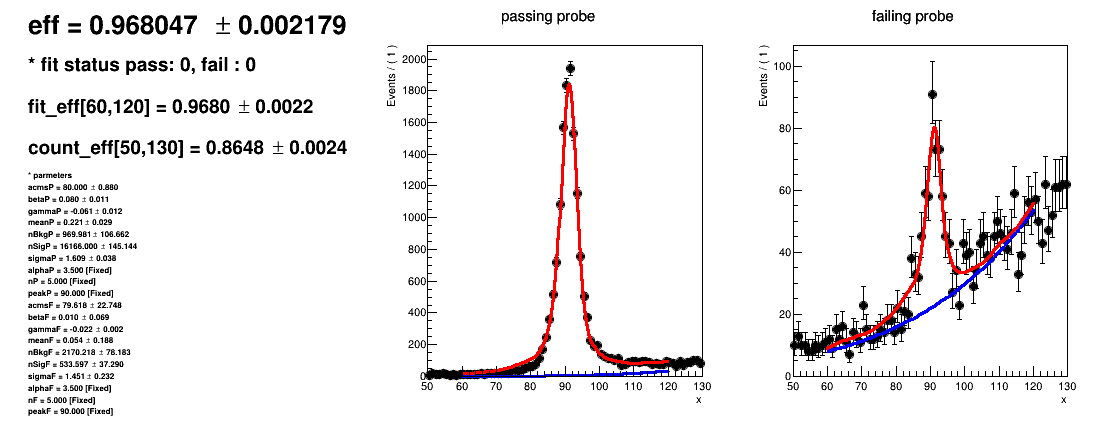 eff = 0.968047 ± 0.002179
* fit status pass: 0, fail : 0
fit_eff[60,120] = 0.9680 ± 0.0022
count_eff[50,130] = 0.8648 ± 0.0024
* parmeters
acmsP = 80.000 ± 0.880
betaP = 0.080 ± 0.011
gammaP = -0.061 ± 0.012
meanP = 0.221 ± 0.029
nBkgP = 969.981 ± 106.662
nSigP = 16166.000 ± 145.144
sigmaP = 1.609 ± 0.038
alphaP = 3.500 [Fixed]
nP = 5.000 [Fixed]
peakP = 90.000 [Fixed]
acmsF = 79.618 ± 22.748
betaF = 0.010 ± 0.069
gammaF = -0.022 ± 0.002
meanF = 0.054 ± 0.188
nBkgF = 2170.218 ± 78.183
nSigF = 533.597 ± 37.290
sigmaF = 1.451 ± 0.232
alphaF = 3.500 [Fixed]
nF = 5.000 [Fixed]
peakF = 90.000 [Fixed]
passing probe
Events / ( 1 )
2000
1800
1600
1400
1200
1000
800
600
400
200
0
50 60 70 80 90 100 110 120 130
x
failing probe
Events / ( 1 )
100
80
60
40
20
0
50 60 70 80 90 100 110 120 130
x